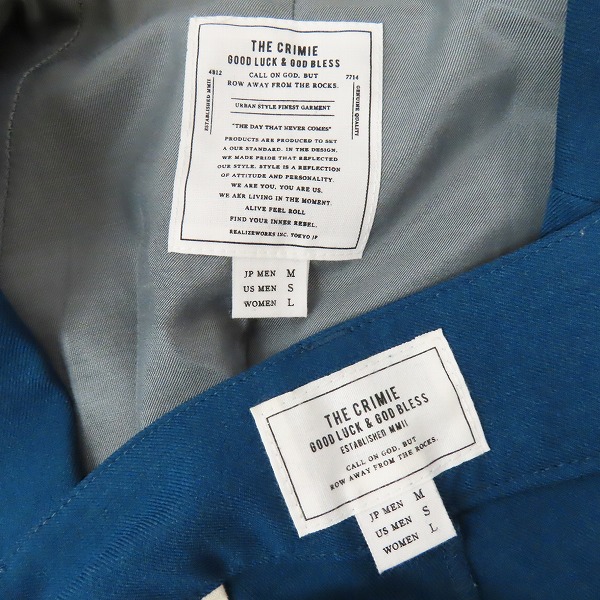 THE CRIMIE
GOOD LUCK & GOD BLESS
CALL ON GOD, BUT
ROW AWAY FROM THE ROCKS.
4912
ESTABLISHED MMII
7714
GENUINE QUALITY
URBAN STYLE FINEST GARMENT
"THE DAY THAT NEVER COMES"
PRODUCTS ARE PRODUCED TO SET
A OUR STANDARD. IN THE DESIGN,
WE MADE PRIDE THAT REFLECTED
OUR STYLE. STYLE IS A REFLECTION
OF ATTITUDE AND PERSONALITY.
WE ARE YOU, YOU ARE US.
WE AKR LIVING IN THE MOMENT.
ALIVE FEEL ROLL
FIND YOUR INNER REBEL.
REALIZEWORKS INC. TOKYO JP
JP MEN M
US MEN S
WOMEN L
THE CRIMIE
GOOD LUCK & GOD BLESS
ESTABLISHED MMII
CALL ON GOD, BUT
ROW AWAY FROM THE ROCKS.
JP MEN M
US MEN S
WOMEN L